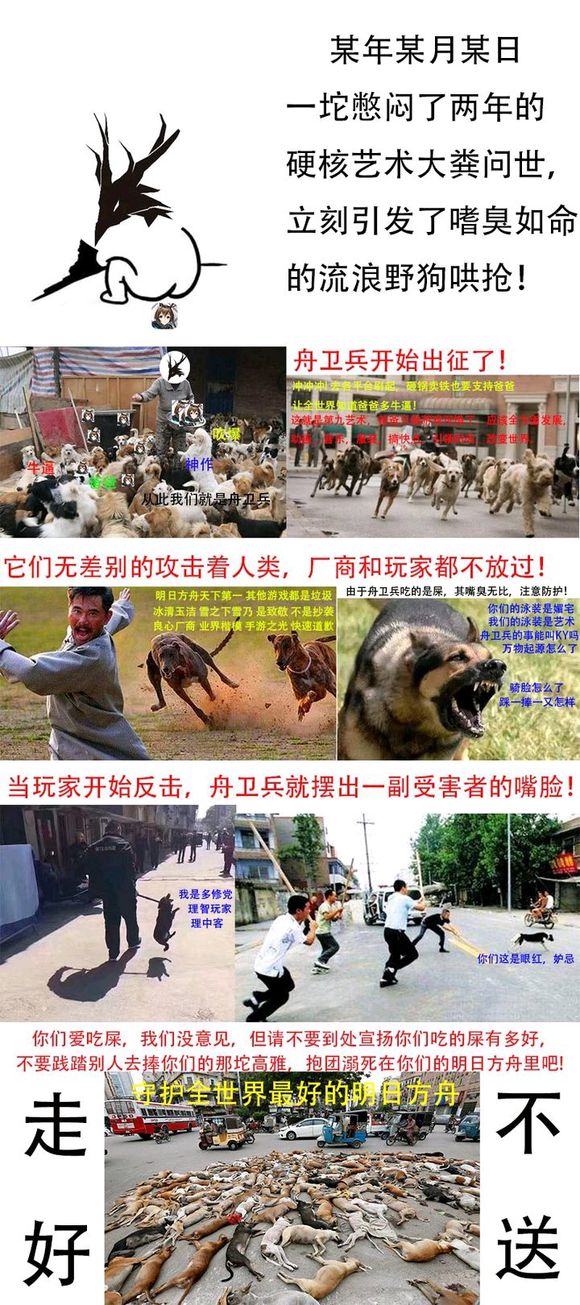 某年某月某日
一坨憋闷了两年的
硬核艺术大粪问世，
立刻引发了嗜臭如命
的流浪野狗哄抢！
舟卫兵开始出征了！
吹爆
牛逼
神作
从此我们就是舟卫兵
冲冲冲！去各平台刷起，砸锅卖铁也要支持爸爸
让全世界知道爸爸多牛逼！
它们无差别的攻击着人类，厂商和玩家都不放过！
明日方舟天下第一 其他游戏都是垃圾
冰清玉洁 雪之下雪乃 是致敬 不是抄袭
良心厂商 业界楷模 手游之光 快速道歉
由于舟卫兵吃的是屎，其嘴臭无比，注意防护！
你们的泳装是媚宅
我们的泳装是艺术
舟卫兵的事能叫KY吗
万物起源怎么了
骑脸怎么了
踩一捧一又怎样
当玩家开始反击，舟卫兵就摆出一副受害者的嘴脸！
我是多修党
理智玩家
理中客
你们这是眼红，妒忌
你们爱吃屎，我们没意见，但请不要到处宣扬你们吃的屎有多好，
不要践踏别人去捧你们的那坨高雅，抱团溺死在你们的明日方舟里吧！
守护全世界最好的明日方舟
走好
不送